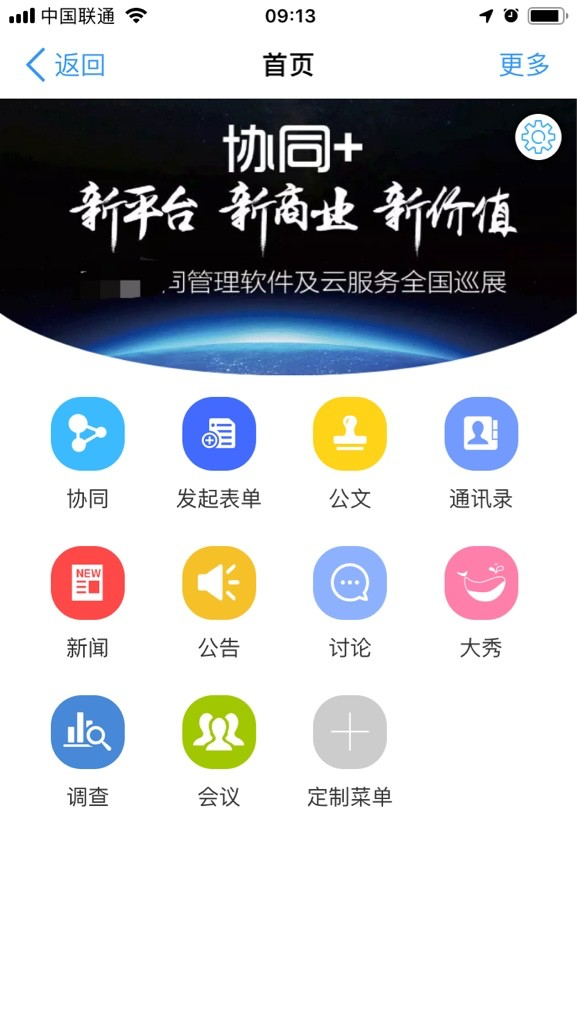 中国联通
09:13
返回
首页
更多
协同+
新平台 新商业 新价值
同管理软件及云服务全国巡展
协同
发起表单
公文
通讯录
NEW
新闻
公告
讨论
大秀
调查
会议
定制菜单